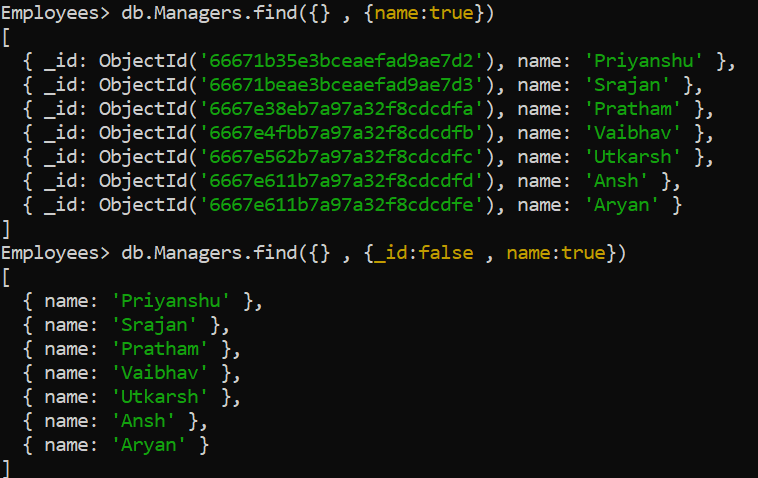 Employees> db.Managers.find({} , {name:true})
[
  { _id: ObjectId('66671b35e3bceaefad9ae7d2'), name: 'Priyanshu' },
  { _id: ObjectId('66671beae3bceaefad9ae7d3'), name: 'Srajan' },
  { _id: ObjectId('6667e38eb7a97a32f8cdcdfa'), name: 'Pratham' },
  { _id: ObjectId('6667e4fbb7a97a32f8cdcdfb'), name: 'Vaibhav' },
  { _id: ObjectId('6667e562b7a97a32f8cdcdfc'), name: 'Utkarsh' },
  { _id: ObjectId('6667e611b7a97a32f8cdcdfd'), name: 'Ansh' },
  { _id: ObjectId('6667e611b7a97a32f8cdcdfe'), name: 'Aryan' }
]
Employees> db.Managers.find({} , {_id:false , name:true})
[
  { name: 'Priyanshu' },
  { name: 'Srajan' },
  { name: 'Pratham' },
  { name: 'Vaibhav' },
  { name: 'Utkarsh' },
  { name: 'Ansh' },
  { name: 'Aryan' }
]